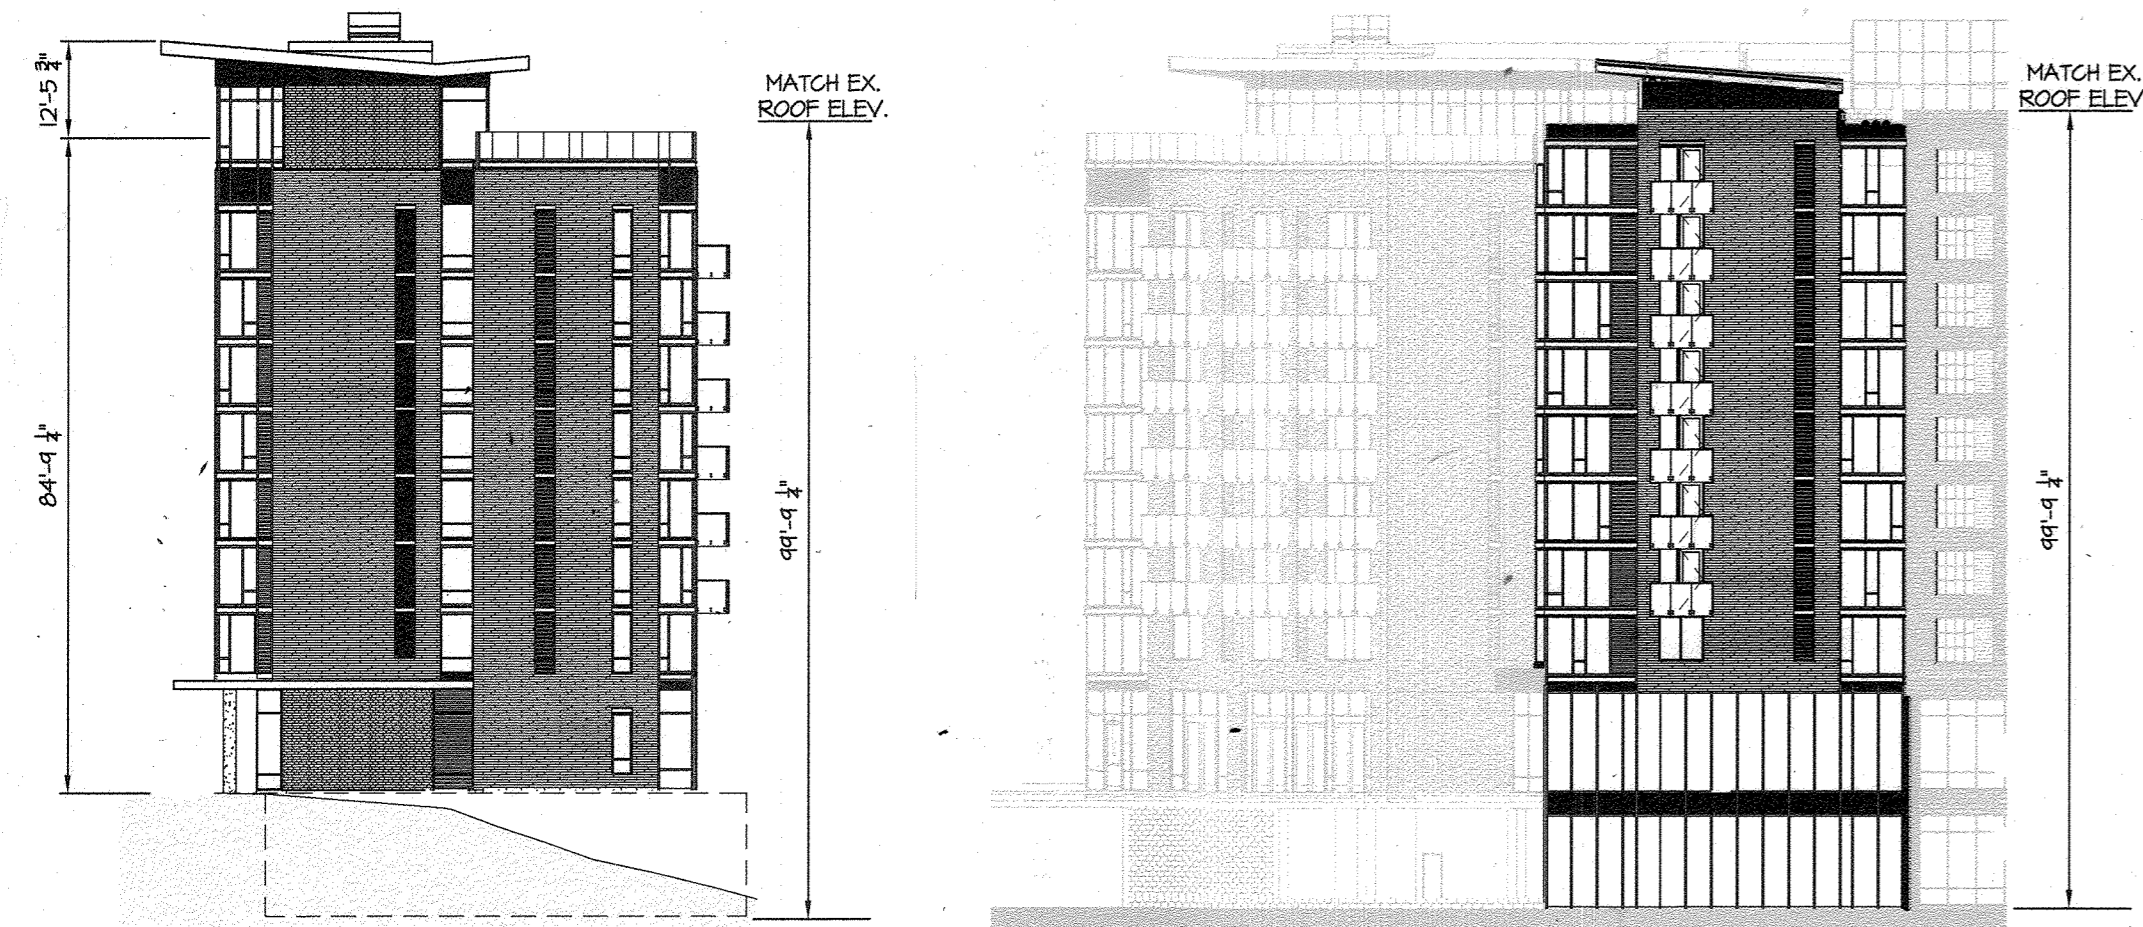 12'-5 3/4"
84'-9 1/4"
MATCH EX.
ROOF ELEV.
99'-9 1/4"
MATCH EX.
ROOF ELEV
99'-9 1/4"